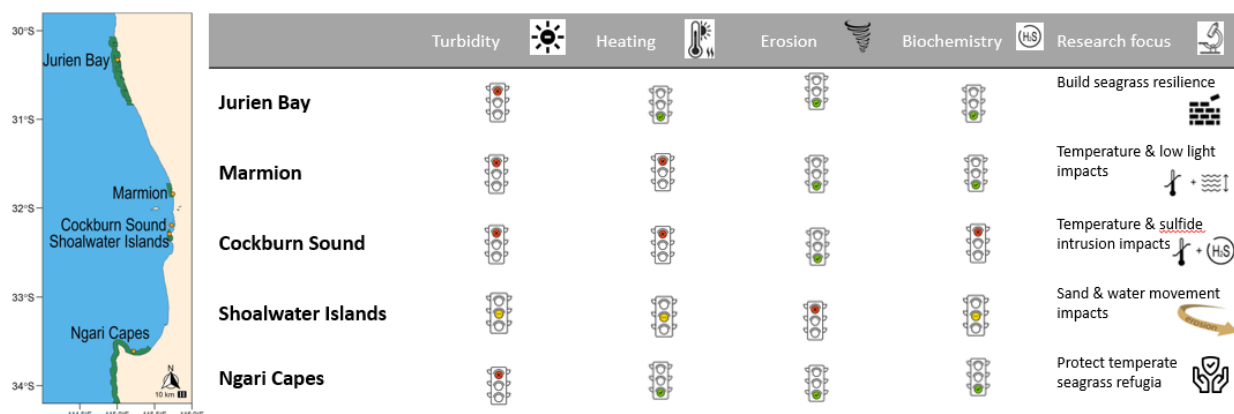 30°S
Jurien Bay
31°S
Marmion
32°S
Cockburn Sound
Shoalwater Islands
33°S
Ngari Capes
N
10 km
34°S
Turbidity Heating Erosion Biochemistry (H₂S) Research focus
Jurien Bay
Build seagrass resilience
Marmion
Temperature & low light
impacts
+
Cockburn Sound
Temperature & sulfide
intrusion impacts
+ (H₂S)
Shoalwater Islands
Sand & water movement
impacts
erosion
Ngari Capes
Protect temperate
seagrass refugia